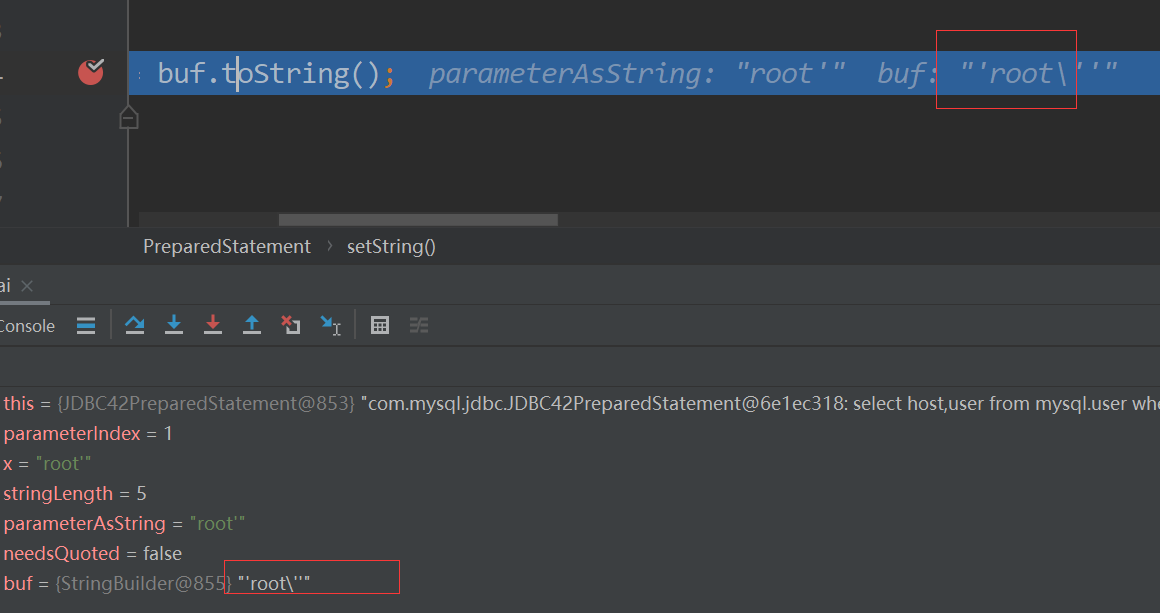 buf.toString(); parameterAsString: "root'" buf: "'root\'''"
PreparedStatement › setString()
ai ×
Console
this = {JDBC42PreparedStatement@853} "com.mysql.jdbc.JDBC42PreparedStatement@6e1ec318: select host,user from mysql.user whe
parameterIndex = 1
x = "root'"
stringLength = 5
parameterAsString = "root'"
needsQuoted = false
buf = {StringBuilder@855} "'root\''"